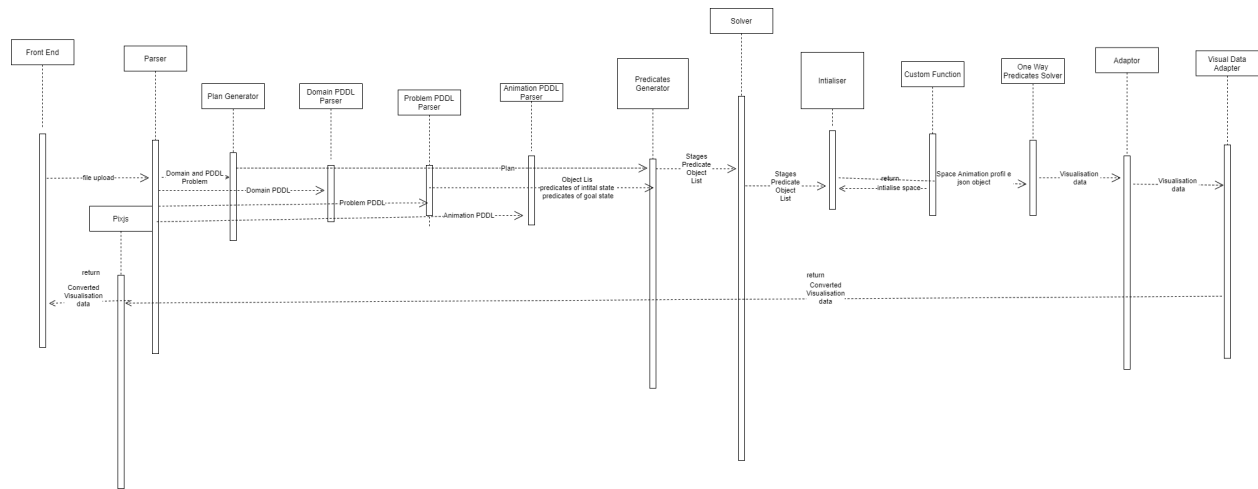 Solver
Front End
Parser
Plan Generator
Domain PDDL
Parser
Problem PDDL
Parser
Animation PDDL
Parser
Predicates
Generator
Intialiser
Custom Function
One Way
Predicates Solver
Adaptor
Visual Data
Adapter
file upload
Domain and PDDL
Problem
Plan
Stages
Predicate
Object
List
Domain PDDL
Object Lis
predicates of intital state
predicates of goal state
Stages
Predicate
Object
List
return
intialise space
Space Animation profil e
json object
Visualisation
data
Visualisation
data
Problem PDDL
Animation PDDL
Pixjs
return
Converted
Visualisation
data
return
Converted
Visualisation
data